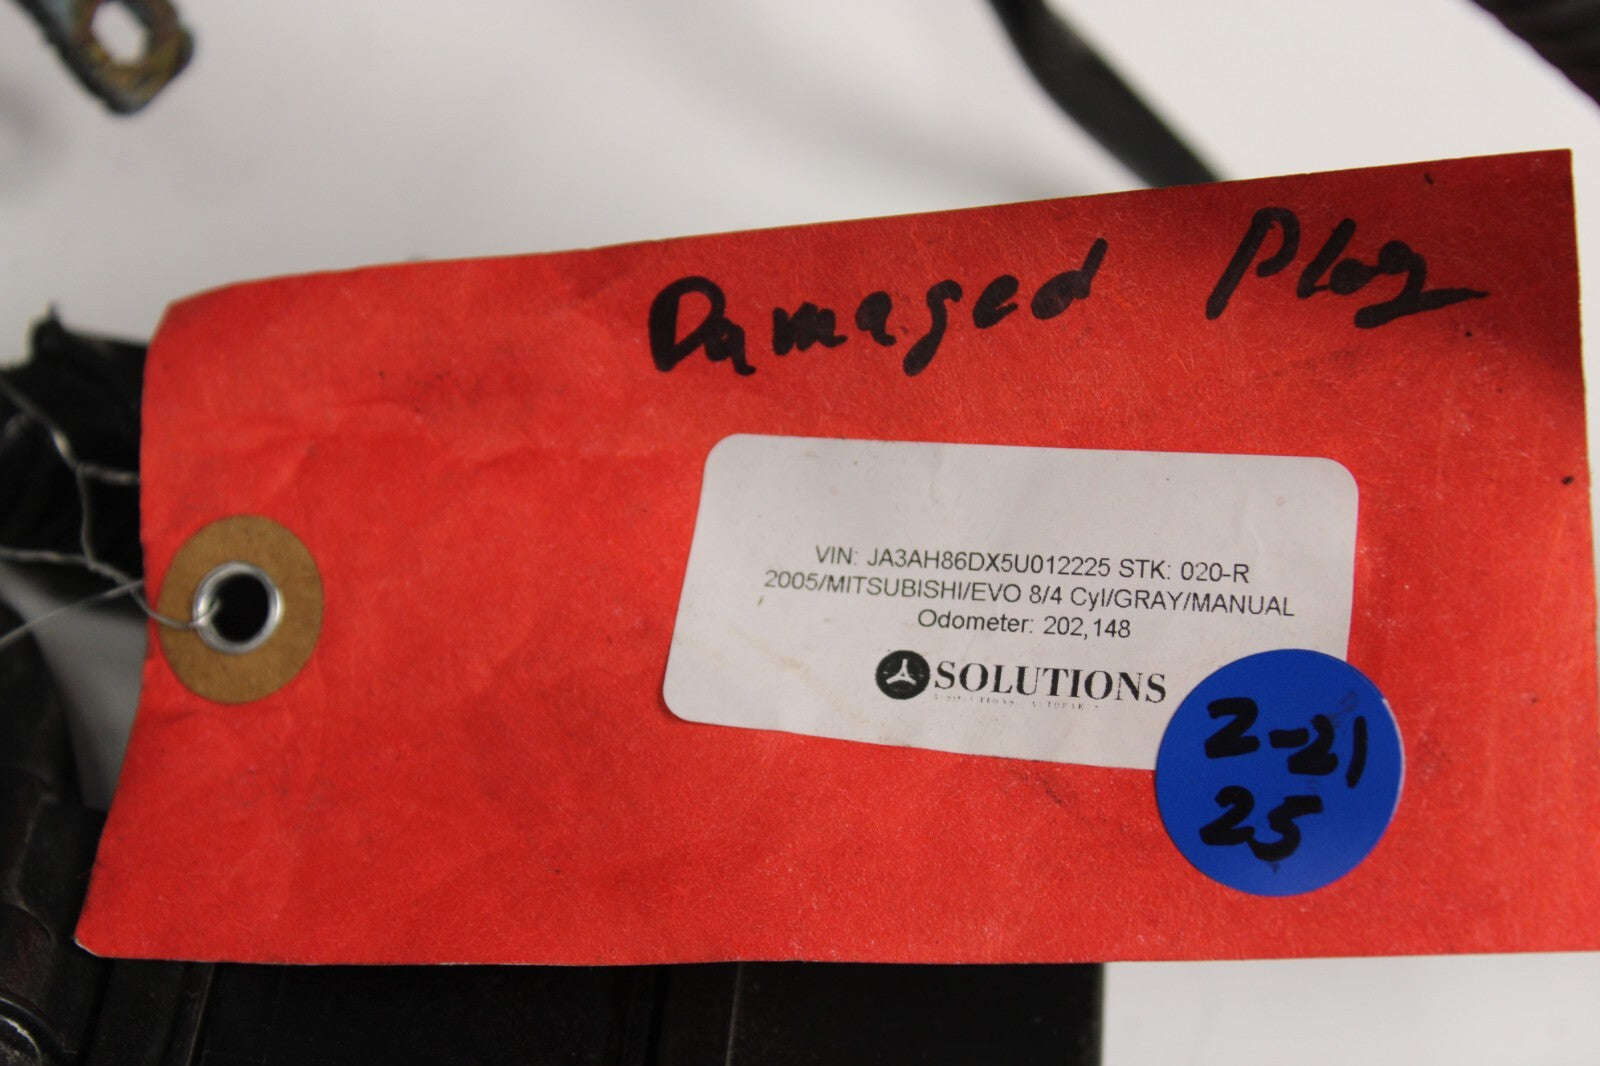 Damaged Plug
VIN: JA3AH86DX5U012225 STK: 020-R
2005/MITSUBISHI/EVO 8/4 Cyl/GRAY/MANUAL
Odometer: 202,148
SOLUTIONS
2-21
25